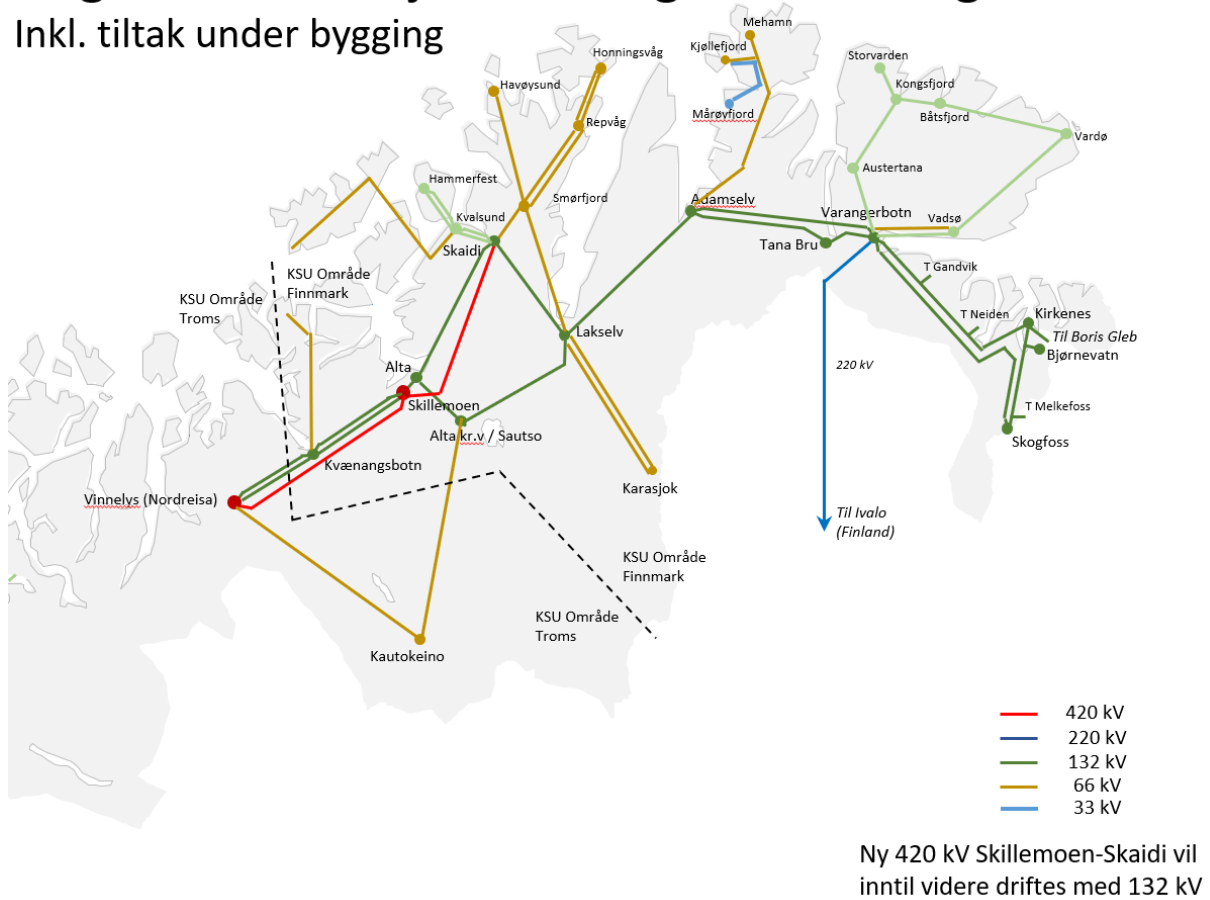 Inkl. tiltak under bygging
Mehamn
Kjøllefjord
Honningsvåg
Storvarden
Havøysund
Kongsfjord
Mårøyfjord
Båtsfjord
Repvåg
Vardø
Austertana
Hammerfest
Smørfjord
Adamselv
Varangerbotn
Kvalsund
Vadsø
Skaidi
Tana Bru
KSU Område
Finnmark
T Gandvik
KSU Område
Troms
T Neiden
Kirkenes
Lakselv
Til Boris Gleb
Bjørnevatn
Alta
220 kV
Skillemoen
T Melkefoss
Alta kr.v / Sautso
Skogfoss
Kvænangsbotn
Karasjok
Vinnelys (Nordreisa)
Til Ivalo
(Finland)
KSU Område
Finnmark
KSU Område
Troms
Kautokeino
420 kV
220 kV
132 kV
66 kV
33 kV
Ny 420 kV Skillemoen-Skaidi vil
inntil videre driftes med 132 kV